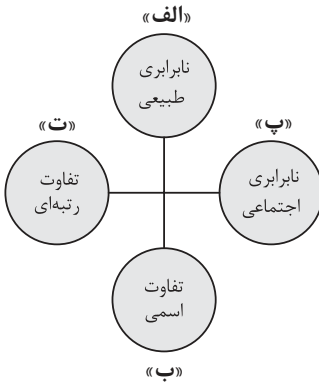 «الف»
نابرابری
طبیعی
«پ»
نابرابری
اجتماعی
«ت»
تفاوت
رتبه‌ای
تفاوت
اسمی
«ب»